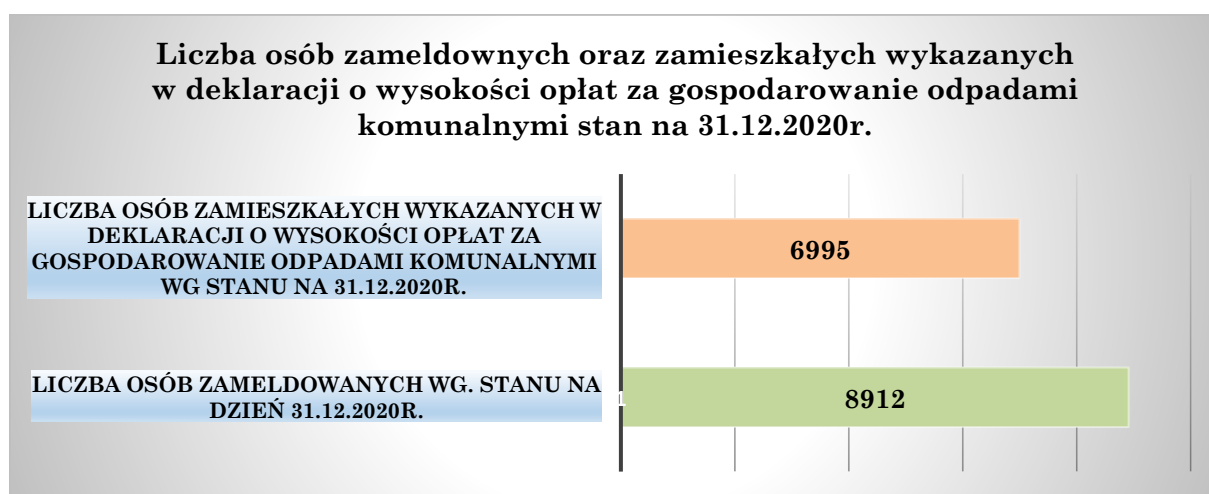 Liczba osób zameldownych oraz zamieszkałych wykazanych
w deklaracji o wysokości opłat za gospodarowanie odpadami
komunalnymi stan na 31.12.2020r.
LICZBA OSÓB ZAMIESZKAŁYCH WYKAZANYCH W
DEKLARACJI O WYSOKOŚCI OPŁAT ZA
GOSPODAROWANIE ODPADAMI KOMUNALNYMI
WG STANU NA 31.12.2020R.
6995
LICZBA OSÓB ZAMELDOWANYCH WG. STANU NA
DZIEŃ 31.12.2020R.
1
8912